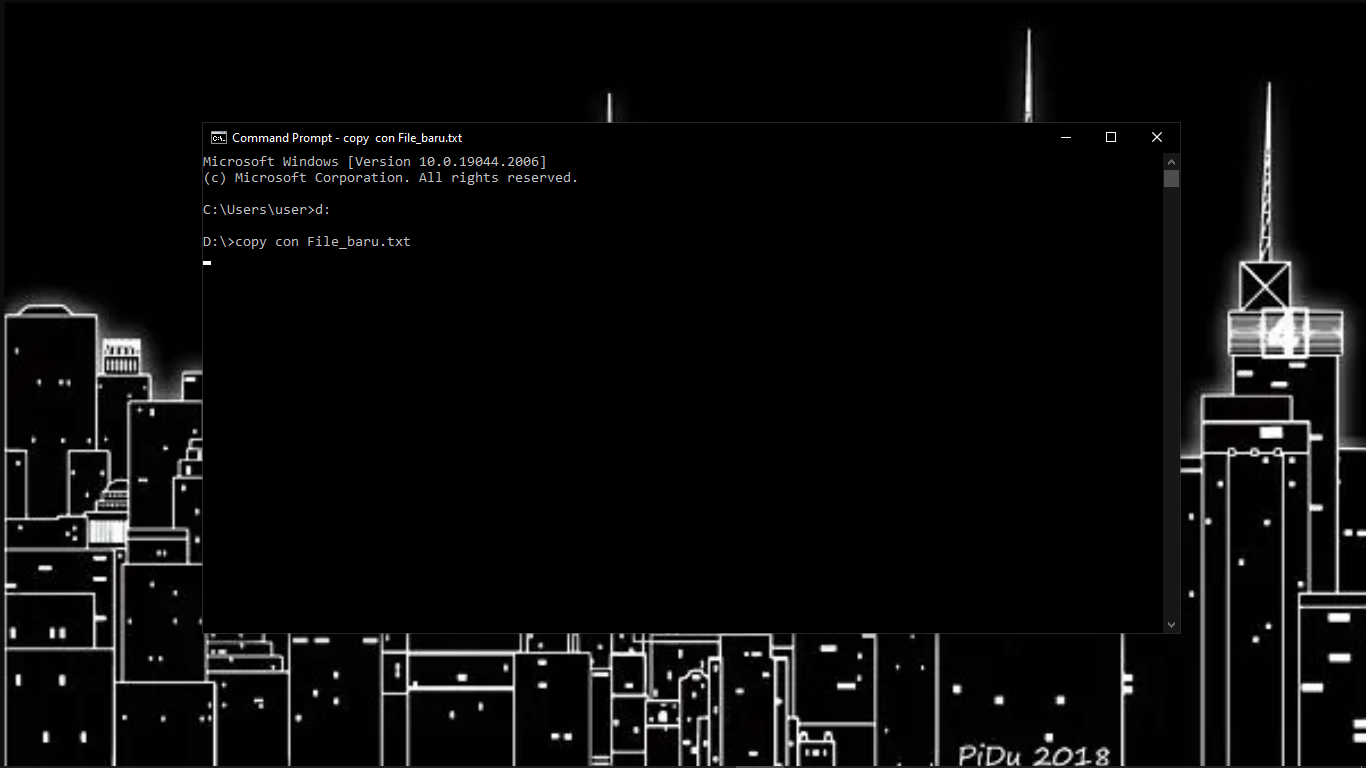 Command Prompt - copy  con File_baru.txt
Microsoft Windows [Version 10.0.19044.2006]
(c) Microsoft Corporation. All rights reserved.
C:\Users\user>d:
D:\>copy con File_baru.txt
4
PiDu 2018